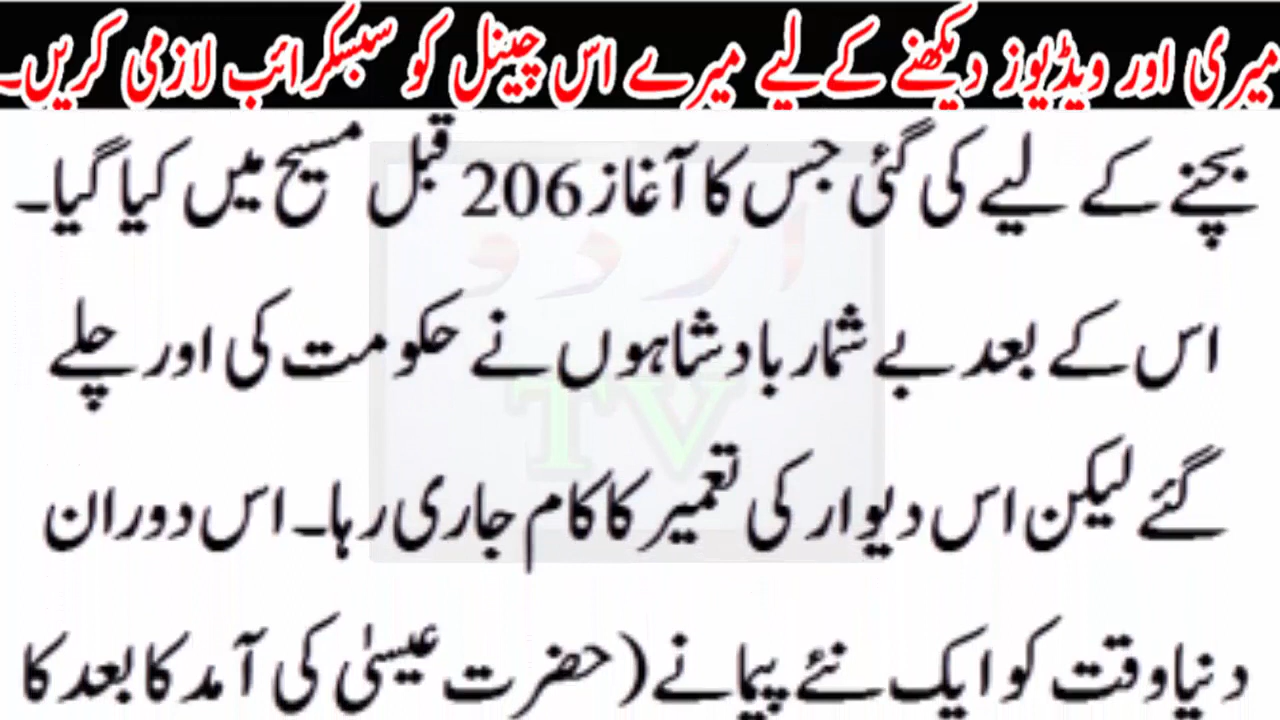 میری اور ویڈیوز دیکھنے کے لیے میرے اس چینل کو سبسکرائب لازمی کریں۔
بچنے کے لیے کی گئی جس کا آغاز 206 قبل مسیح میں کیا گیا۔
اس کے بعد بے شمار بادشاہوں نے حکومت کی اور چلے
گئے لیکن اس دیوار کی تعمیر کا کام جاری رہا۔ اس دوران
دنیا وقت کو ایک نئے پیمانے (حضرت عیسیٰ کی آمد کا بعد کا
اردو
TV